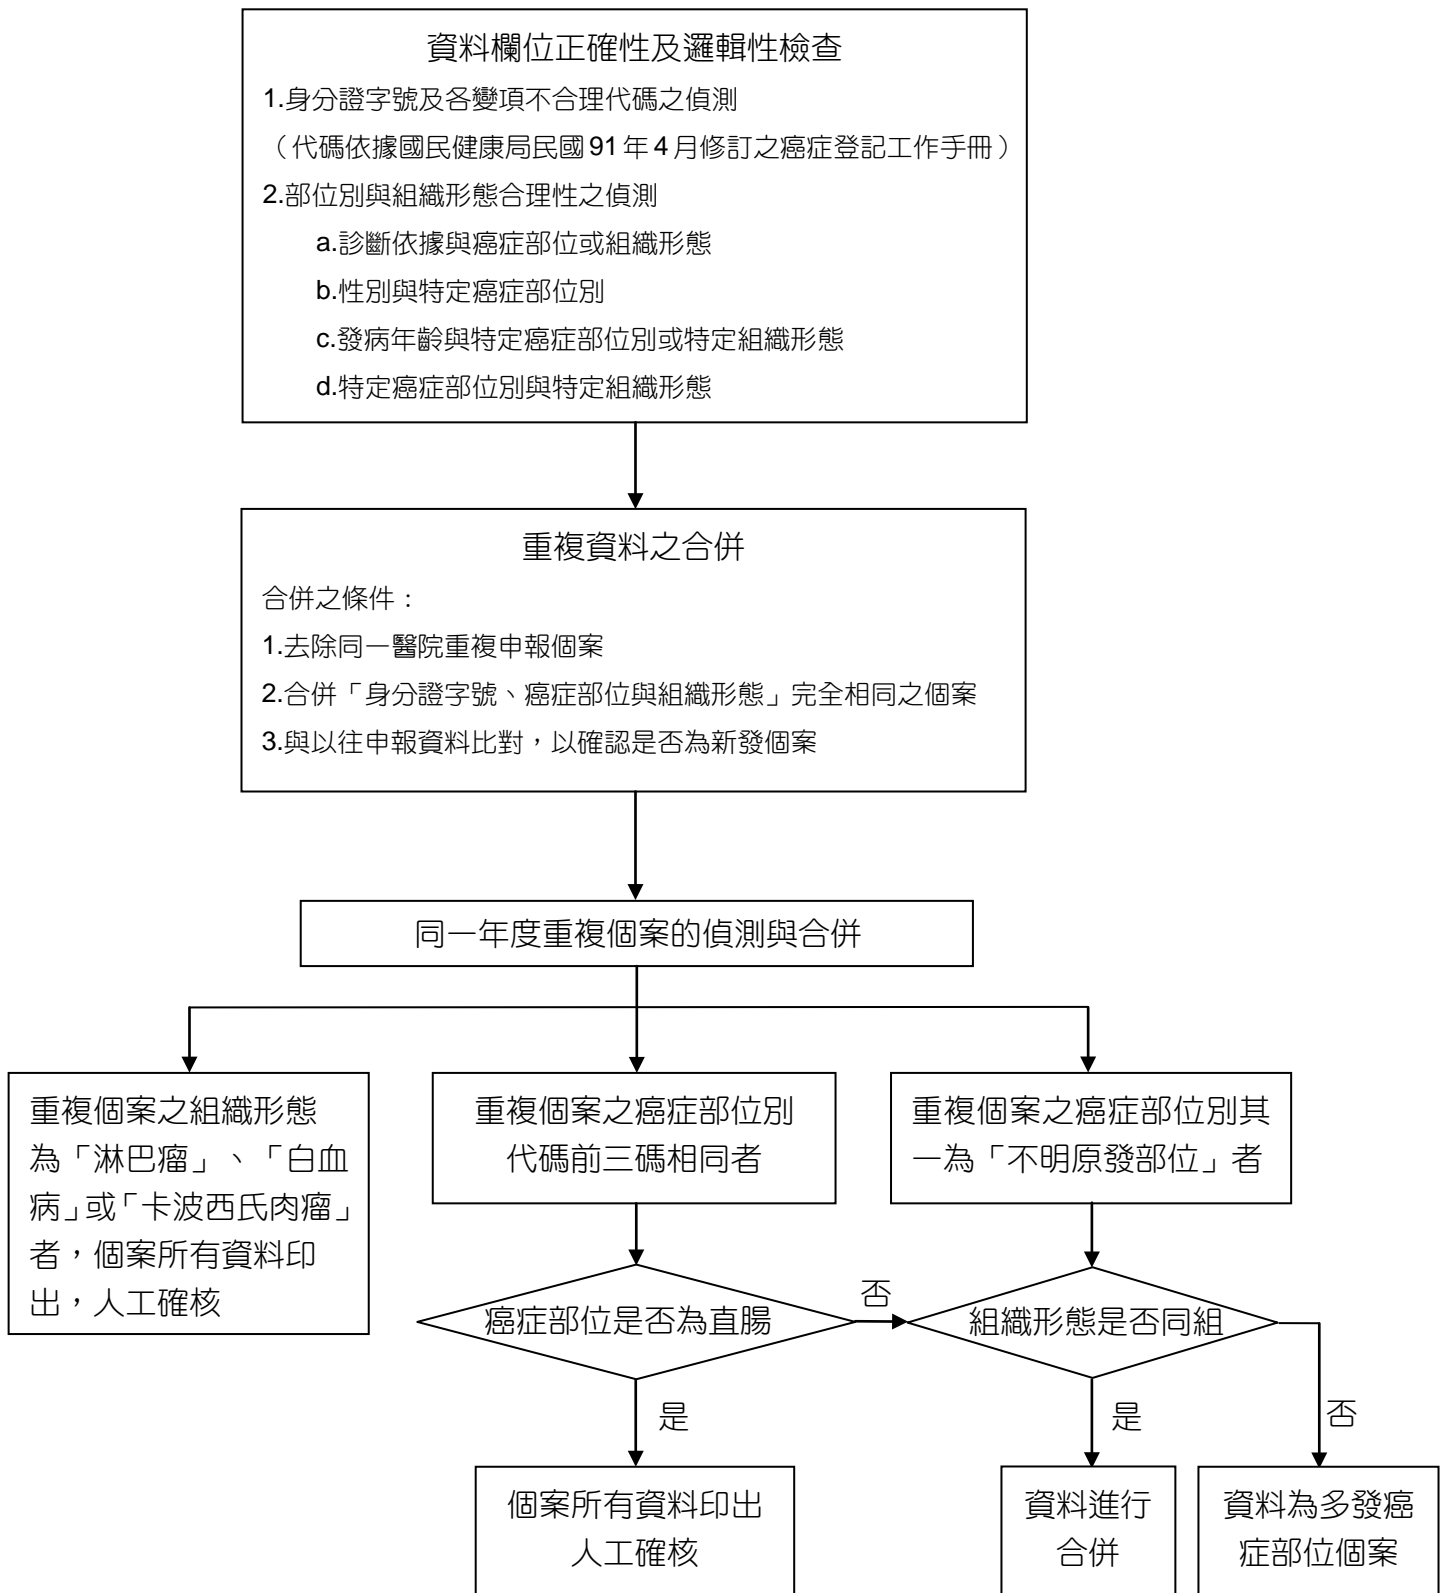 資料欄位正確性及邏輯性檢查
1.身分證字號及各變項不合理代碼之偵測
（代碼依據國民健康局民國91年4月修訂之癌症登記工作手冊）
2.部位別與組織形態合理性之偵測
a.診斷依據與癌症部位或組織形態
b.性別與特定癌症部位別
c.發病年齡與特定癌症部位別或特定組織形態
d.特定癌症部位別與特定組織形態
重複資料之合併
合併之條件：
1.去除同一醫院重複申報個案
2.合併「身分證字號、癌症部位與組織形態」完全相同之個案
3.與以往申報資料比對，以確認是否為新發個案
同一年度重複個案的偵測與合併
重複個案之組織形態
為「淋巴瘤」、「白血
病」或「卡波西氏肉瘤」
者，個案所有資料印
出，人工確核
重複個案之癌症部位別
代碼前三碼相同者
重複個案之癌症部位別其
一為「不明原發部位」者
癌症部位是否為直腸
否
組織形態是否同組
是
是
否
個案所有資料印出
人工確核
資料進行
合併
資料為多發癌
症部位個案